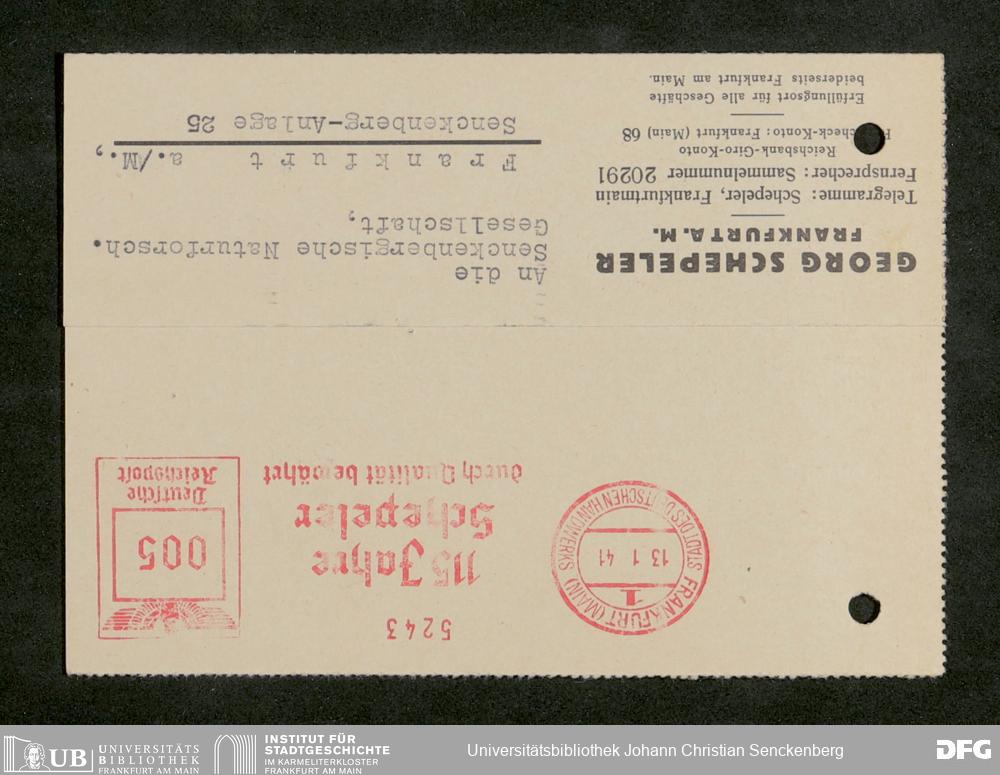 5243
115 Jahre
Schepeler
durch Qualität bewährt
FRANKFURT (MAIN)
1
13 1 41
STADT DES DEUTSCHEN HANDWERKS
005
Deutsche
Reichspost
GEORG SCHEPELER
FRANKFURT A.M.
Telegramme: Schepeler, Frankfurtmain
Fernsprecher: Sammelnummer 20291
Reichsbank-Giro-Konto
check-Konto: Frankfurt (Main) 68
Erfüllungsort für alle Geschäfte
beiderseits Frankfurt am Main.
An die
Senckenbergische Naturforsch.
Gesellschaft,
Frankfurt a./M.,
Senckenberg-Anlage 25
UB UNIVERSITÄTS
BIBLIOTHEK
FRANKFURT AM MAIN
INSTITUT FÜR
STADTGESCHICHTE
IM KARMELITERKLOSTER
FRANKFURT AM MAIN
Universitätsbibliothek Johann Christian Senckenberg
DFG